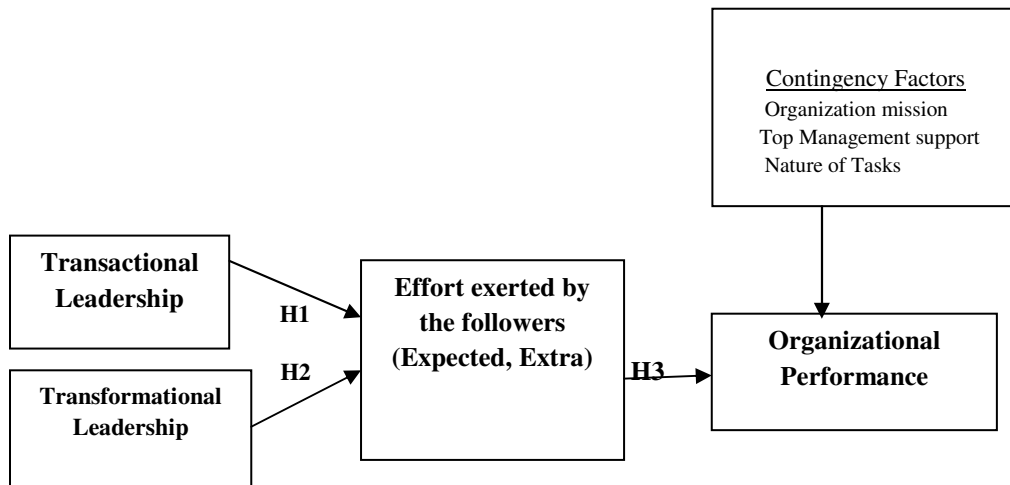 Contingency Factors
Organization mission
Top Management support
Nature of Tasks
Transactional
Leadership
H1
Effort exerted by
the followers
(Expected, Extra)
H2
Transformational
Leadership
H3
Organizational
Performance